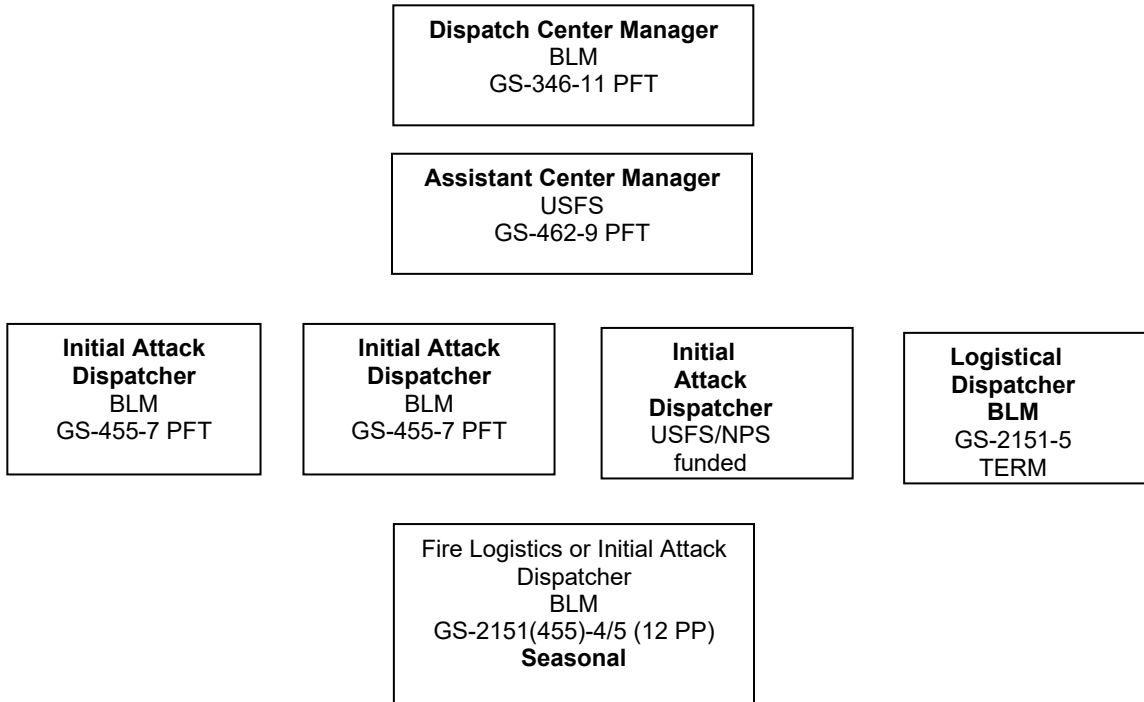 Dispatch Center Manager
BLM
GS-346-11 PFT
Assistant Center Manager
USFS
GS-462-9 PFT
Initial Attack
Dispatcher
BLM
GS-455-7 PFT
Initial Attack
Dispatcher
BLM
GS-455-7 PFT
Initial
Attack
Dispatcher
USFS/NPS
funded
Logistical
Dispatcher
BLM
GS-2151-5
TERM
Fire Logistics or Initial Attack
Dispatcher
BLM
GS-2151(455)-4/5 (12 PP)
Seasonal